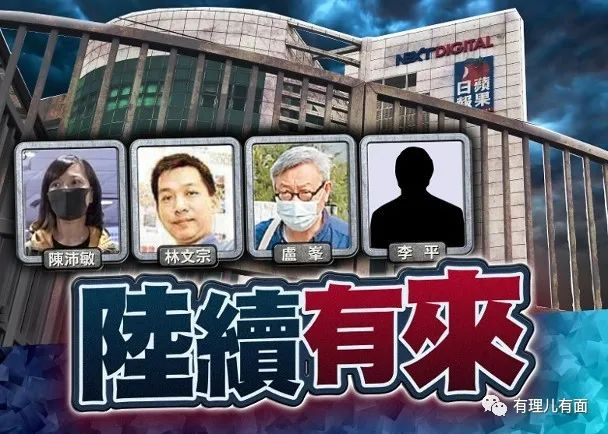 NEXT DIGITAL
蘋果
日報
陳沛敏
林文宗
盧峯
李平
陸續有來
有理儿有面